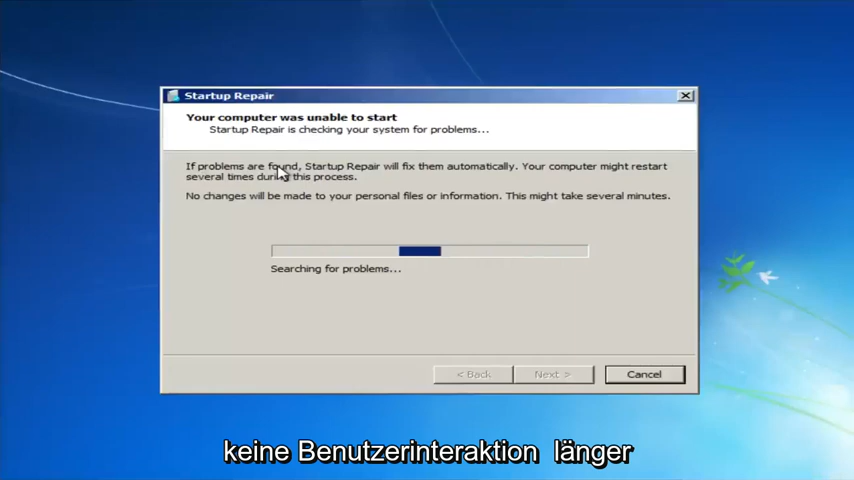 Startup Repair
Your computer was unable to start
Startup Repair is checking your system for problems...
If problems are found, Startup Repair will fix them automatically. Your computer might restart
several times during this process.
No changes will be made to your personal files or information. This might take several minutes.
Searching for problems...
< Back
Next >
Cancel
keine Benutzerinteraktion länger